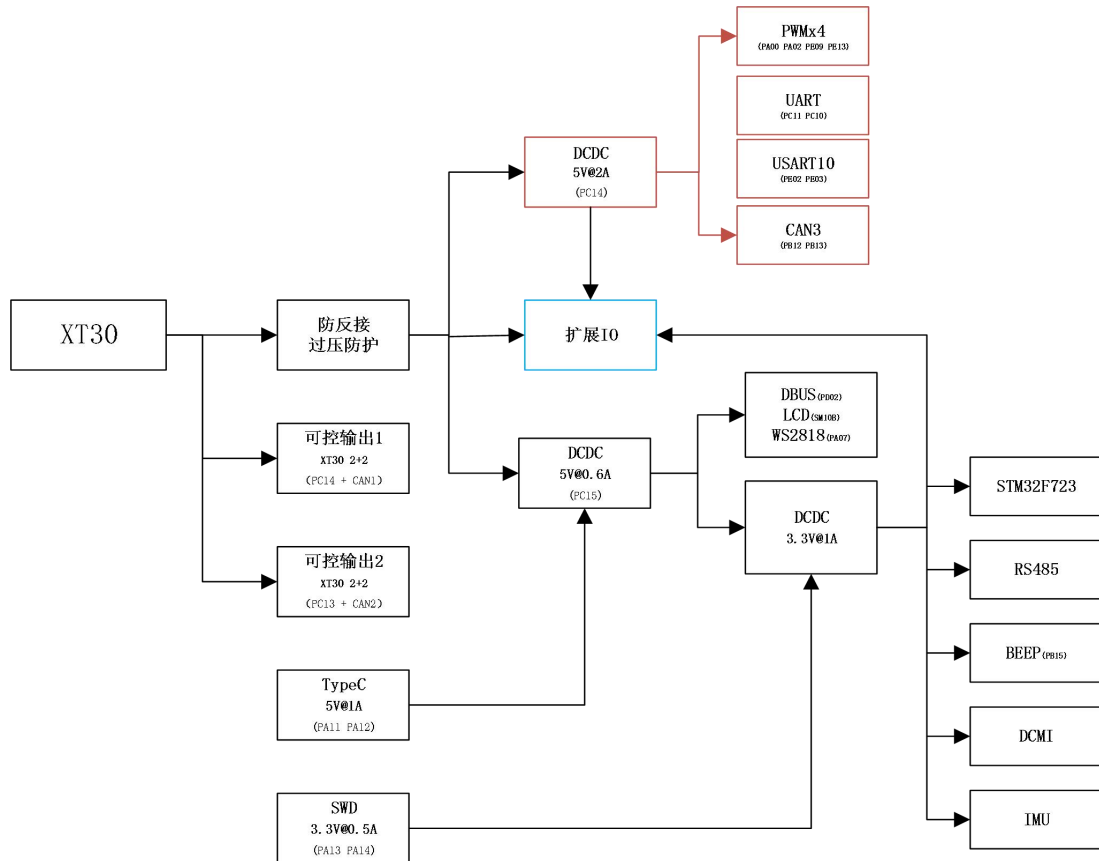 PWMx4
(PA00 PA02 PE09 PE13)
UART
(PC11 PC10)
DCDC
5V@2A
(PC14)
USART10
(PE02 PE03)
CAN3
(PB12 PB13)
XT30
防反接
过压防护
扩展IO
可控输出1
XT30 2+2
(PC14 + CAN1)
DCDC
5V@0.6A
(PC15)
DBUS(PD02)
LCD(SM10B)
WS2818(PA07)
DCDC
3.3V@1A
STM32F723
可控输出2
XT30 2+2
(PC13 + CAN2)
RS485
BEEP(PB15)
TypeC
5V@1A
(PA11 PA12)
DCMI
SWD
3.3V@0.5A
(PA13 PA14)
IMU